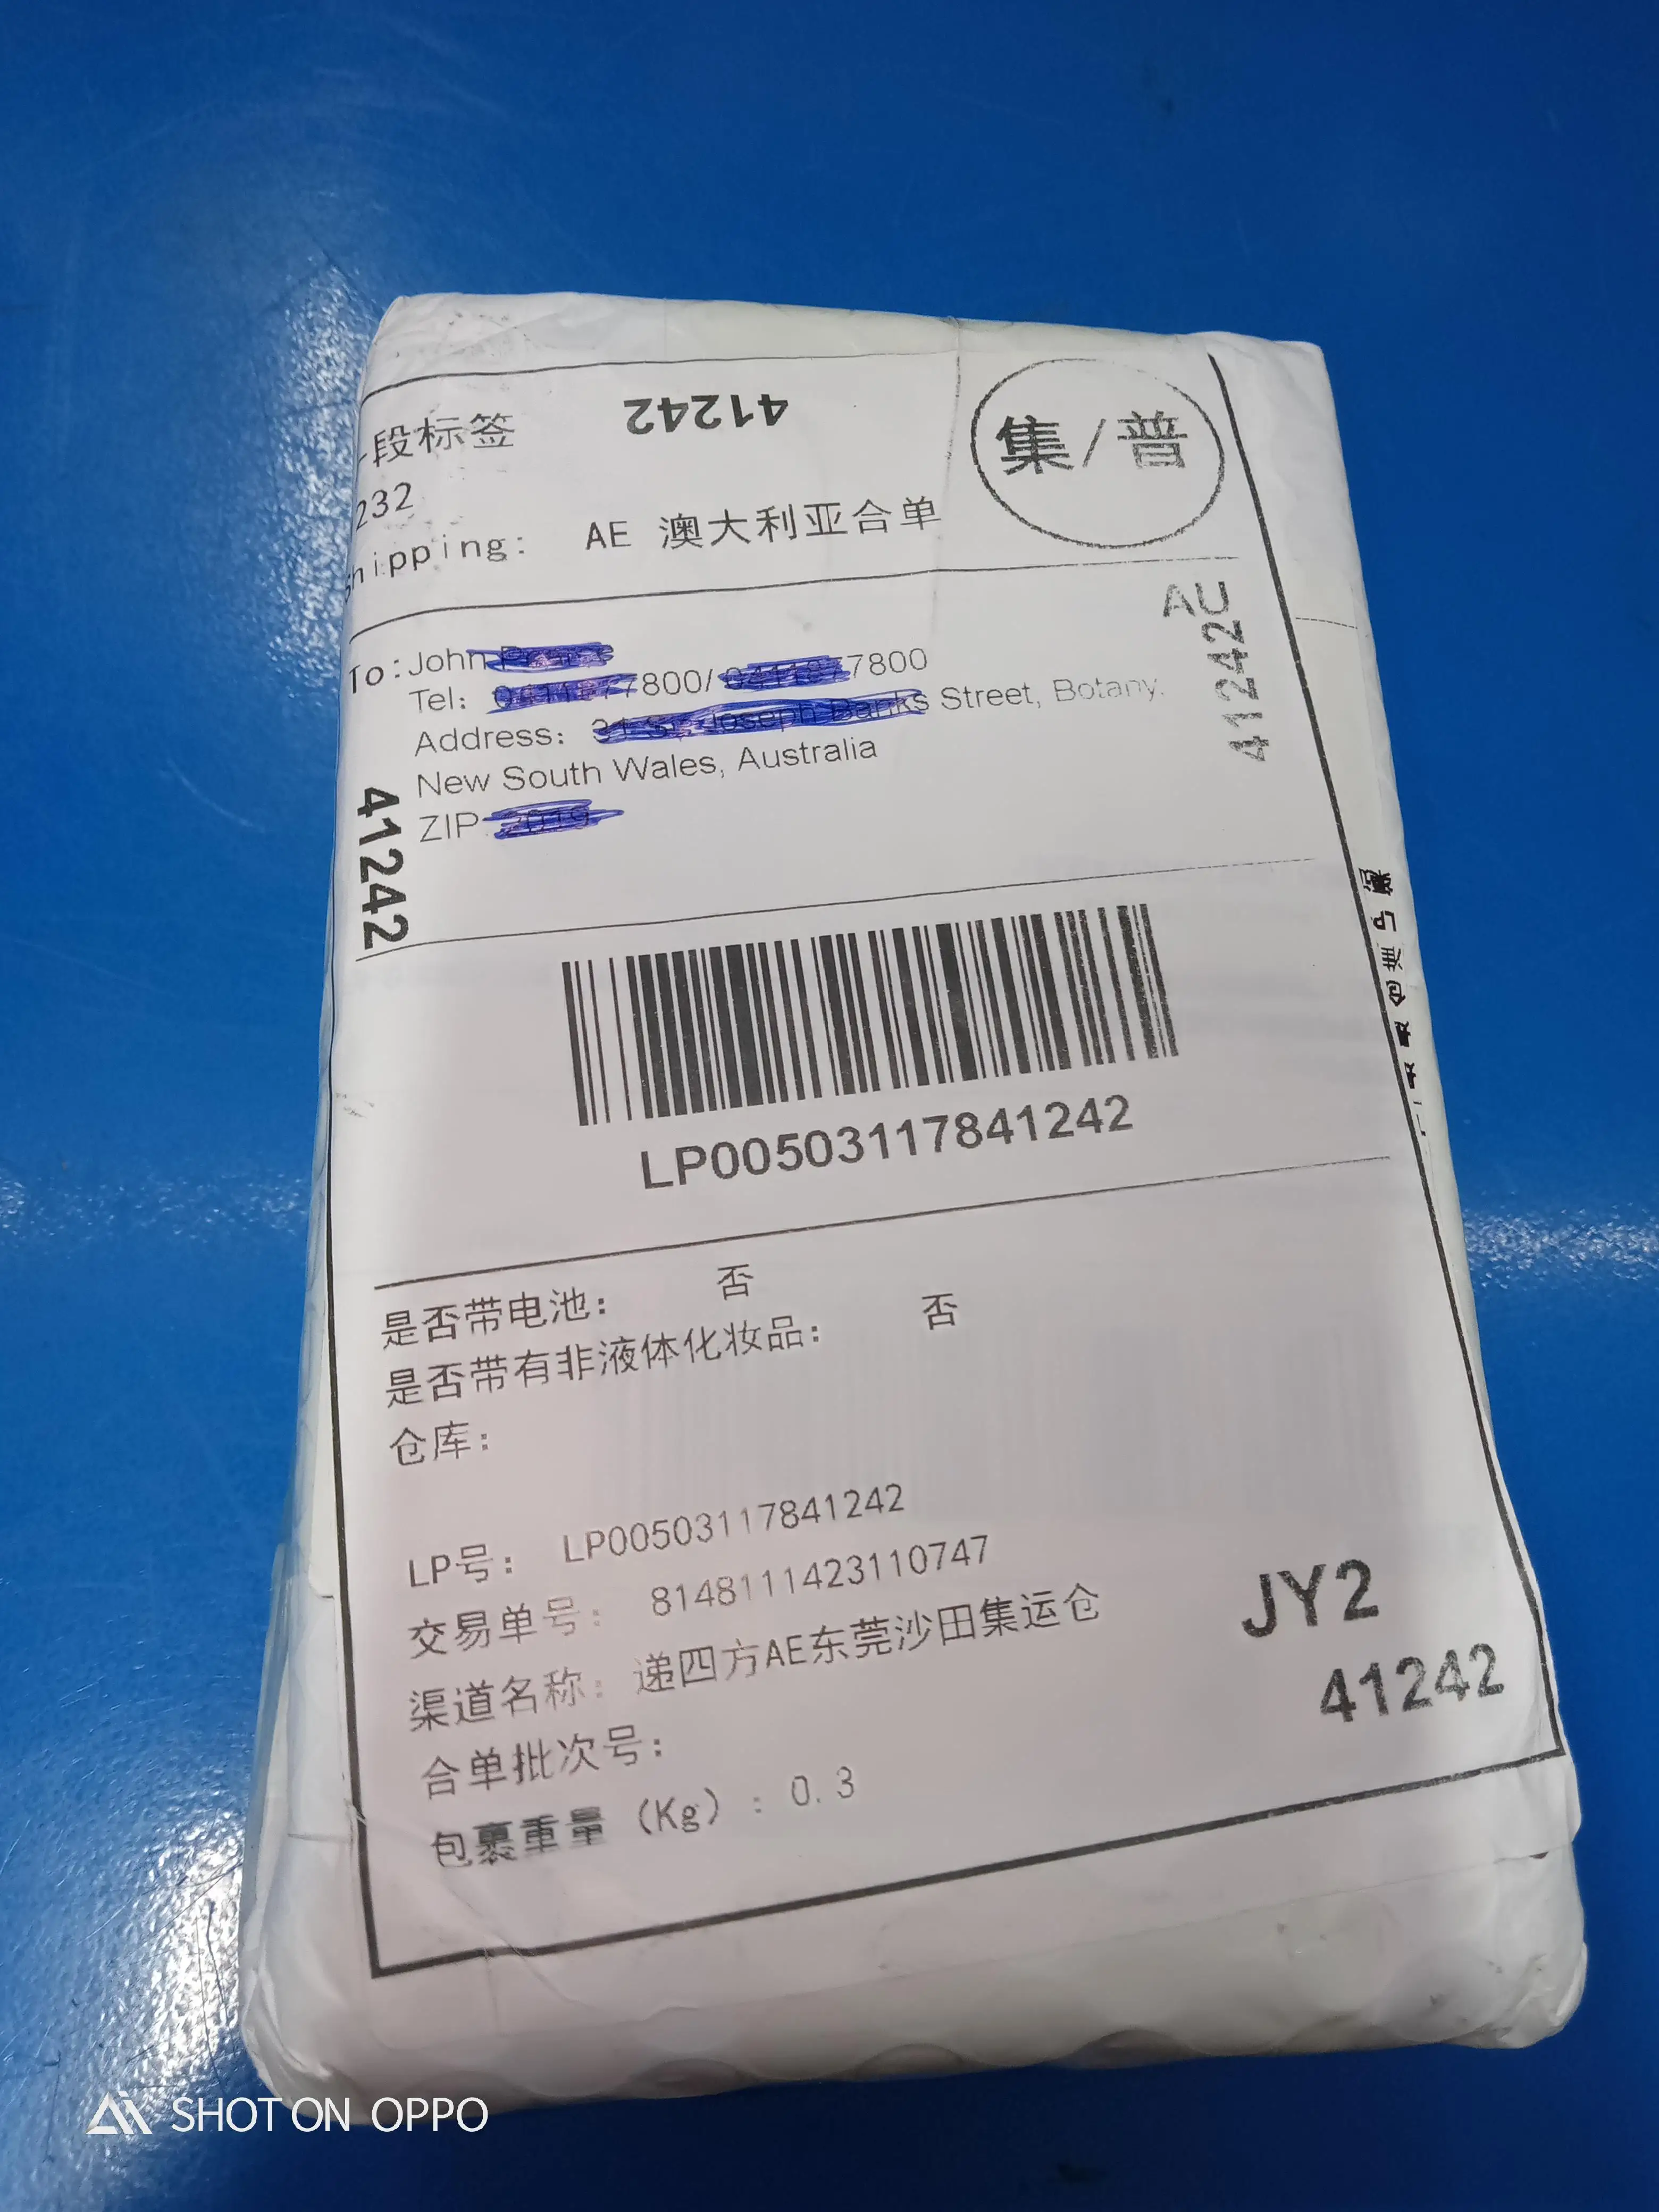 段标签
41242
集/普
232
hipping: AE 澳大利亚合单
AU
41242
To: John
Tel: 7800/ 7800
Address: Street, Botany.
New South Wales, Australia
ZIP
41242
LP00503117841242
是否带电池: 否
是否带有非液体化妆品: 否
仓库:
LP号: LP00503117841242
交易单号: 8148111423110747
渠道名称: 递四方AE东莞沙田集运仓
JY2
合单批次号:
41242
包裹重量 (Kg) : 0.3
SHOT ON OPPO